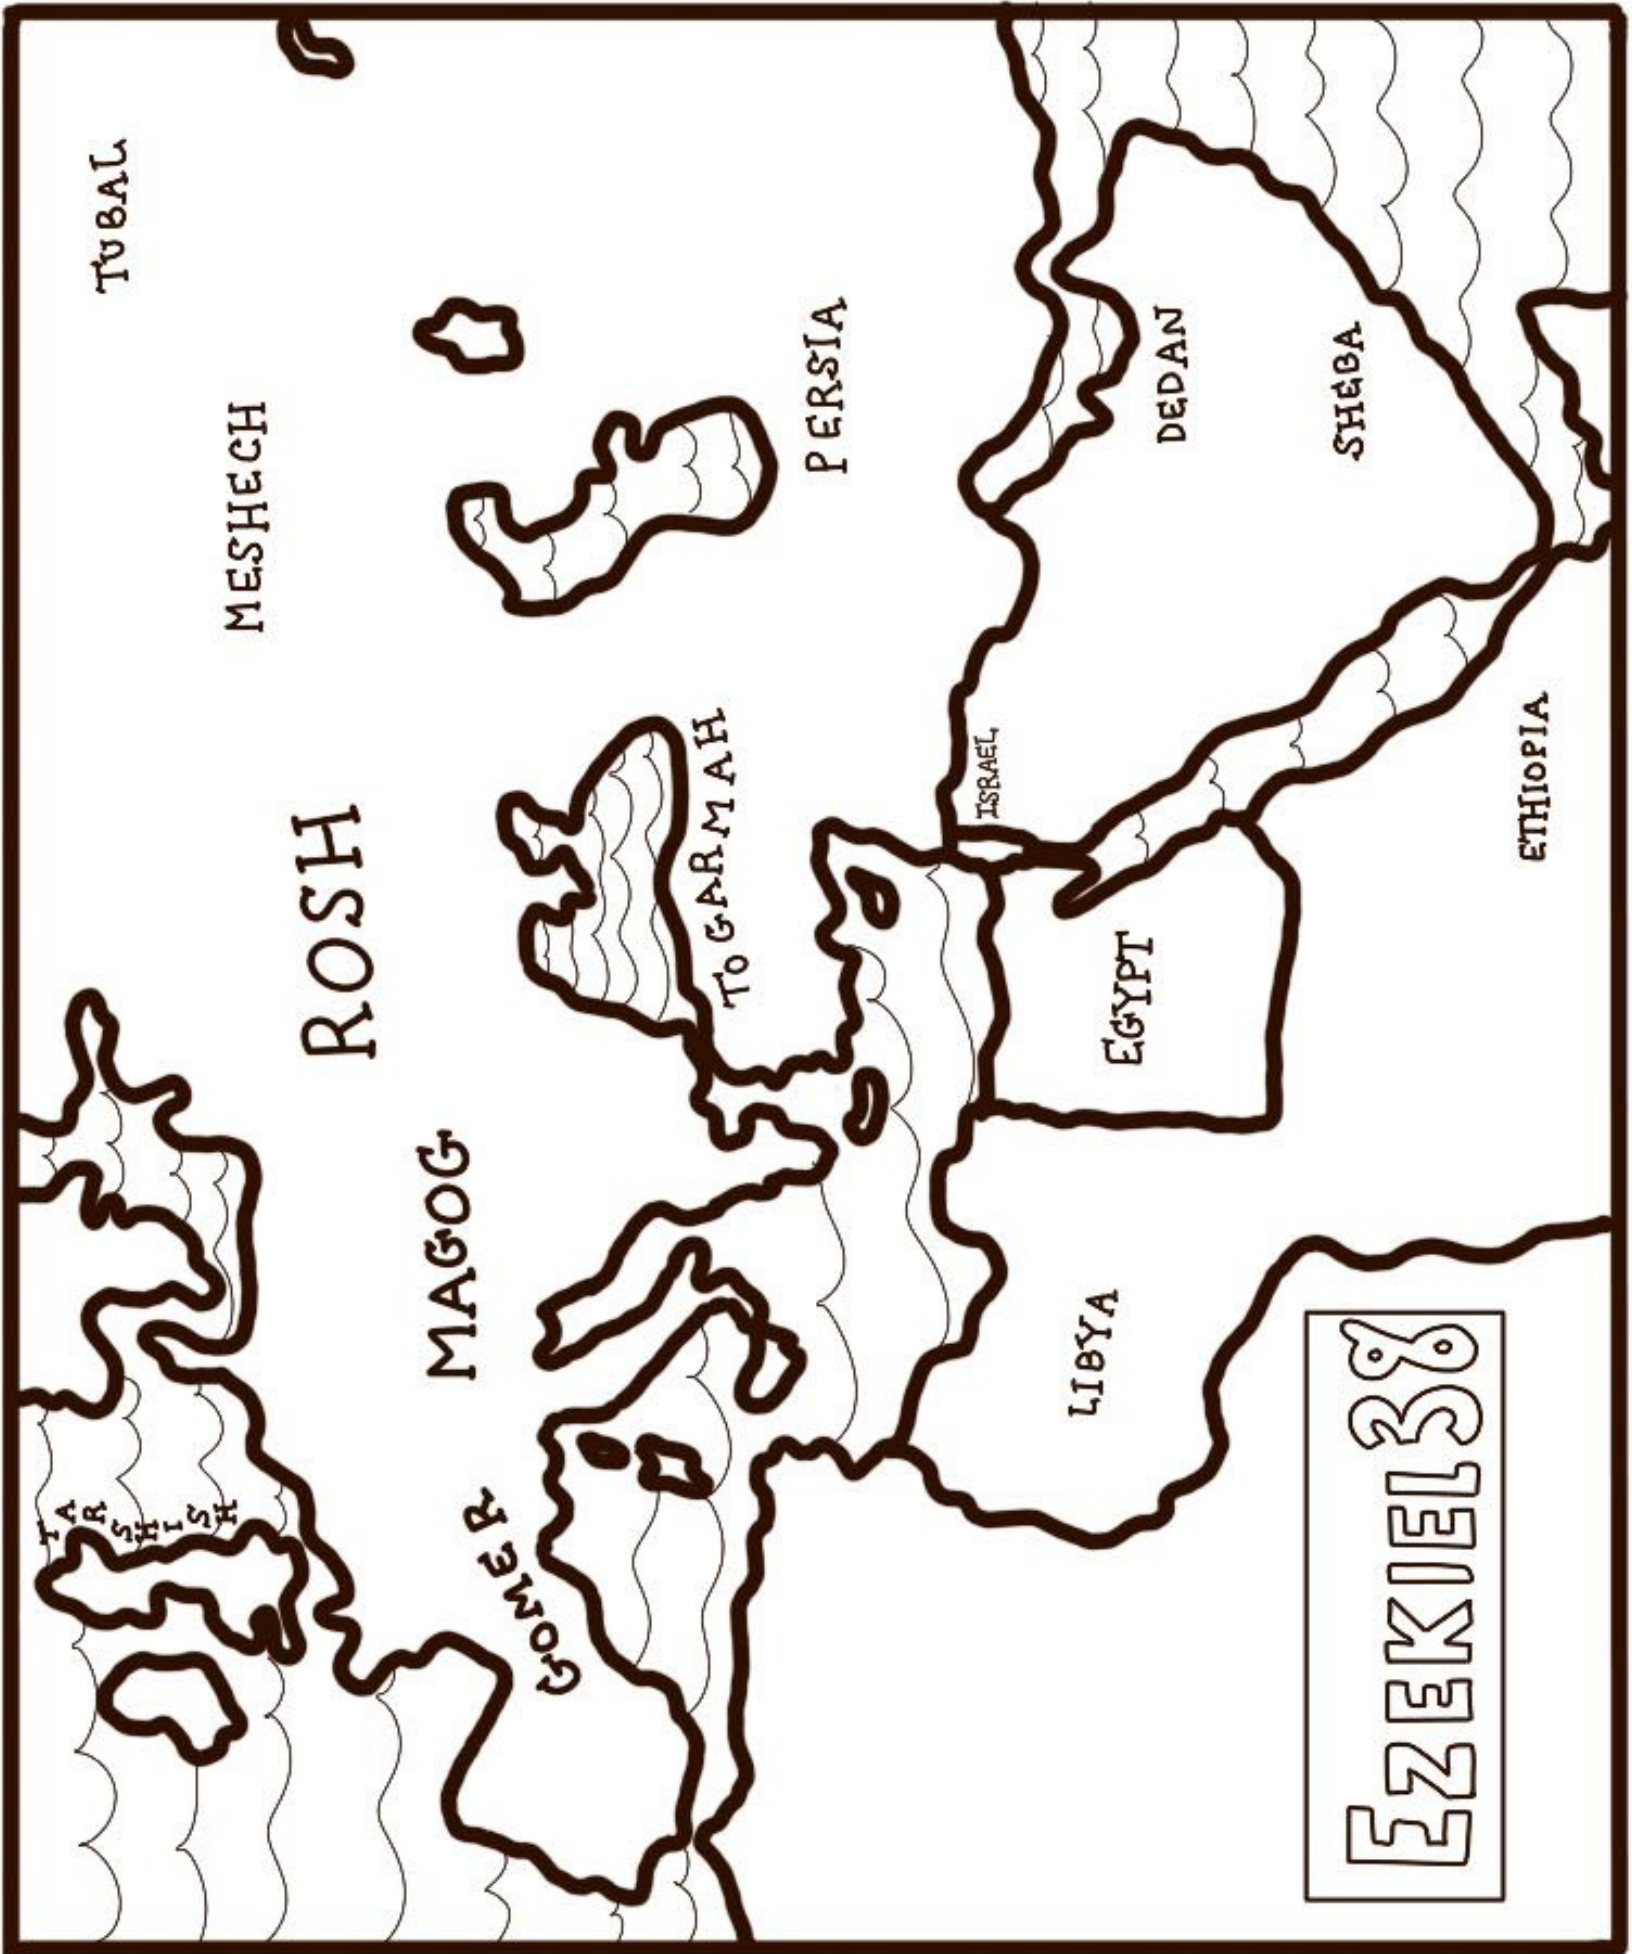 TARSHISH
TUBAL
MESHECH
ROSH
MAGOG
GOMER
TOGARMAH
PERSIA
ISRAEL
LIBYA
EGYPT
DEDAN
SHEBA
EZEKIEL 38
ETHIOPIA